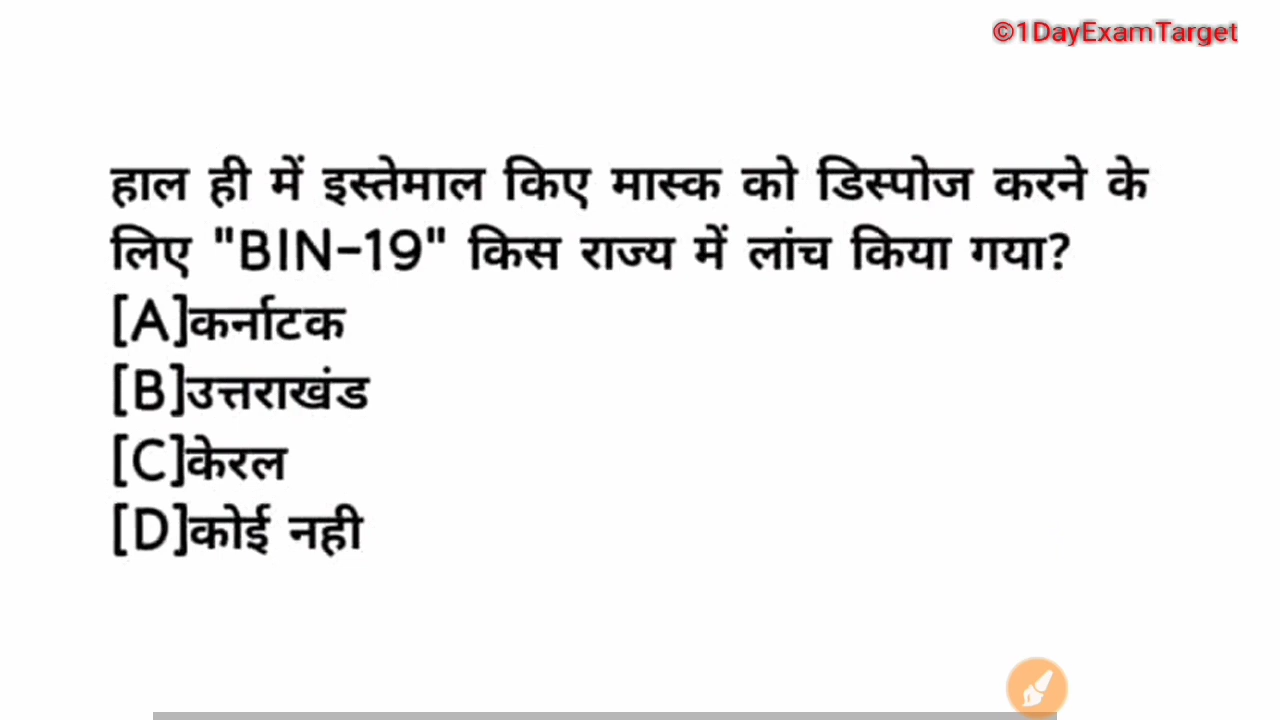 ©1DayExamTarget
हाल ही में इस्तेमाल किए मास्क को डिस्पोज करने के
लिए "BIN-19" किस राज्य में लांच किया गया?
[A]कर्नाटक
[B]उत्तराखंड
[C]केरल
[D]कोई नही